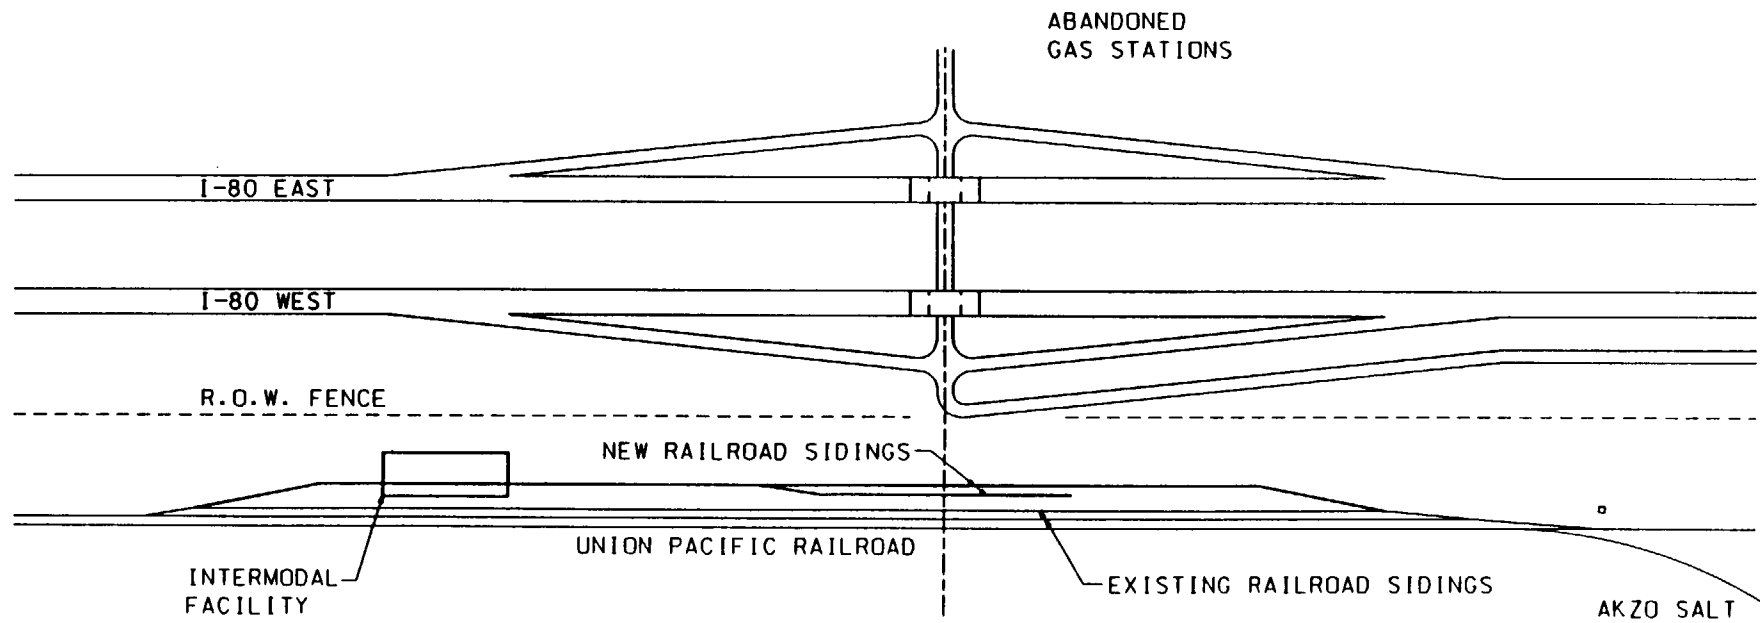 ABANDONED
GAS STATIONS
I-80 EAST
I-80 WEST
R.O.W. FENCE
NEW RAILROAD SIDINGS
UNION PACIFIC RAILROAD
INTERMODAL
FACILITY
EXISTING RAILROAD SIDINGS
AKZO SALT